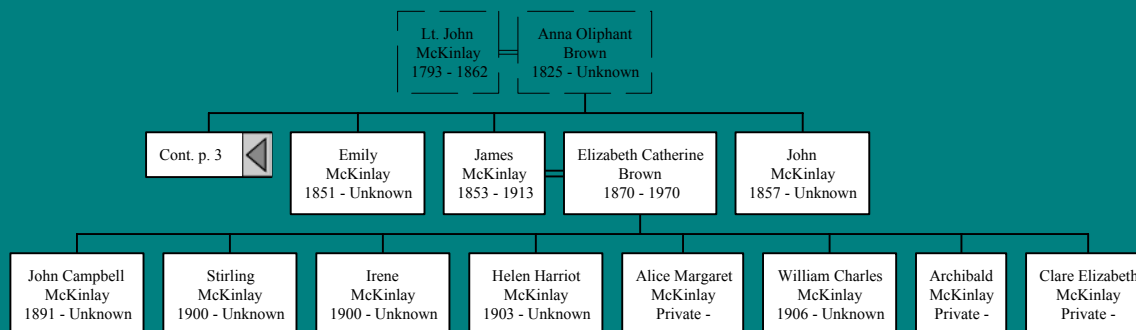 Lt. John
McKinlay
1793 - 1862
Anna Oliphant
Brown
1825 - Unknown
Cont. p. 3
Emily
McKinlay
1851 - Unknown
James
McKinlay
1853 - 1913
Elizabeth Catherine
Brown
1870 - 1970
John
McKinlay
1857 - Unknown
John Campbell
McKinlay
1891 - Unknown
Stirling
McKinlay
1900 - Unknown
Irene
McKinlay
1900 - Unknown
Helen Harriot
McKinlay
1903 - Unknown
Alice Margaret
McKinlay
Private -
William Charles
McKinlay
1906 - Unknown
Archibald
McKinlay
Private -
Clare Elizabeth
McKinlay
Private -